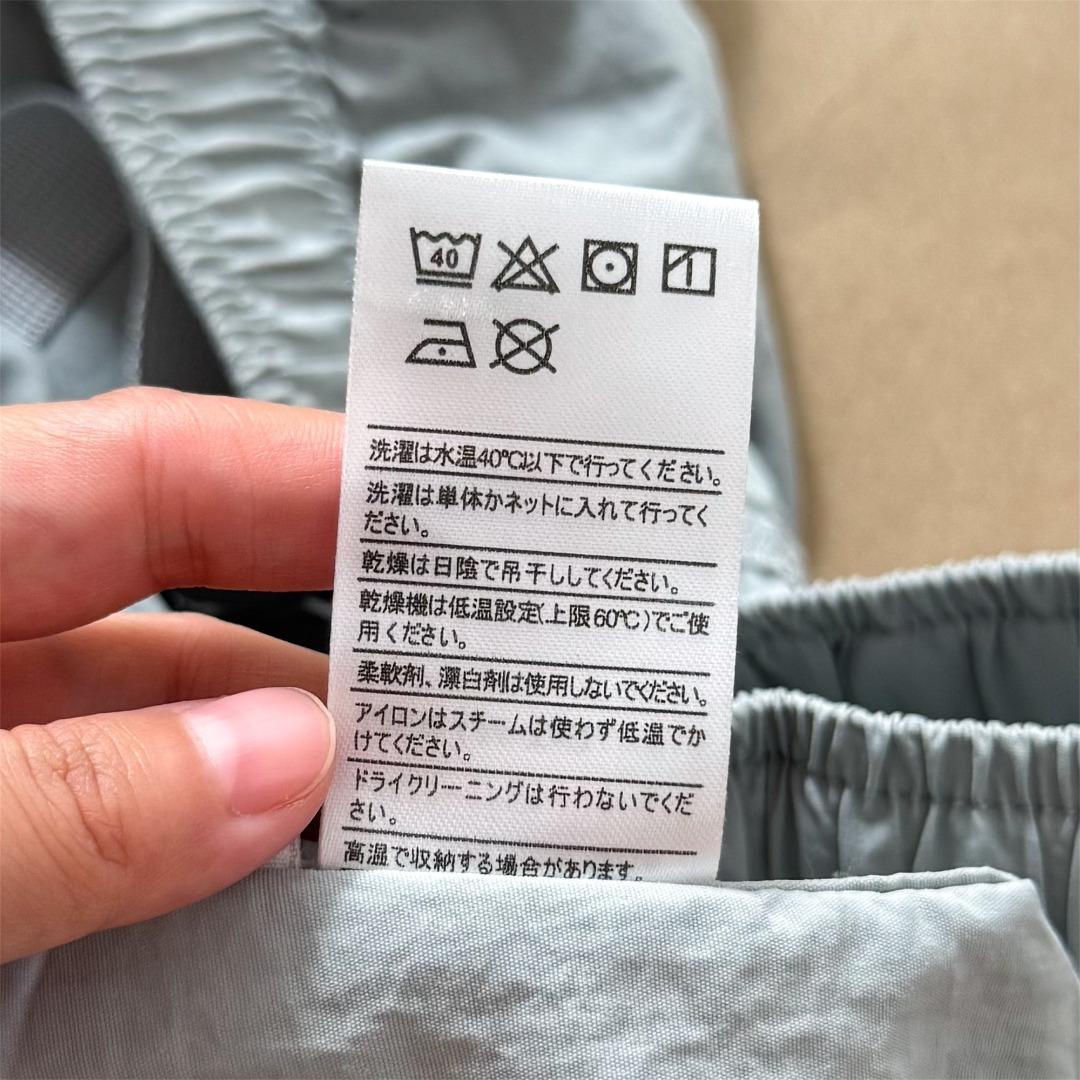 40
洗濯は水温40℃以下で行ってください。
洗濯は単体かネットに入れて行ってく
ださい。
乾燥は日陰で吊干ししてください。
乾燥機は低温設定(上限60℃)でご使
用ください。
柔軟剤、漂白剤は使用しないでください。
アイロンはスチームは使わず低温でか
けてください。
ドライクリーニングは行わないでくだ
さい。
高温で収納する場合があります。